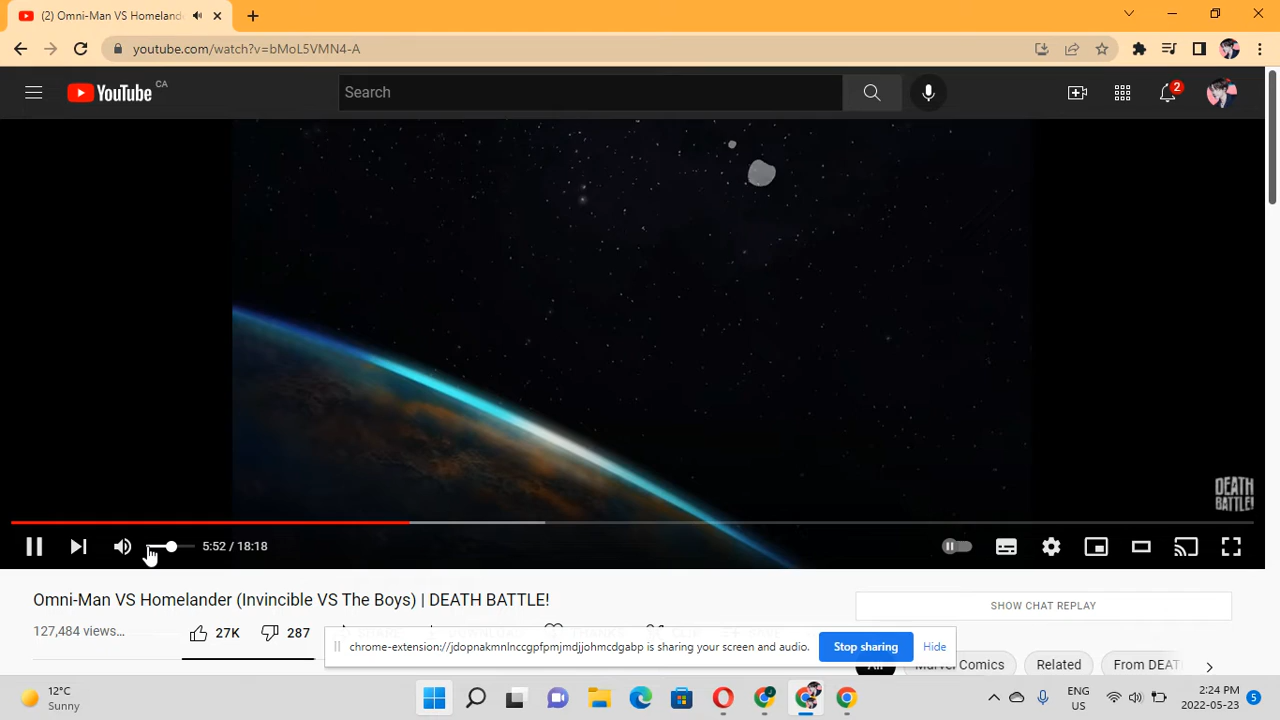 (2) Omni-Man VS Homeland
youtube.com/watch?v=bMoL5VMN4-A
YouTube CA
Search
2
DEATH BATTLE!
5:52 / 18:18
Omni-Man VS Homelander (Invincible VS The Boys) | DEATH BATTLE!
SHOW CHAT REPLAY
127,484 views...
27K
287
chrome-extension://jdopnakmnlnccgpfpmjmdjjohmcdgabp is sharing your screen and audio.
Stop sharing
Hide
Marvel Comics
Related
From DEAT
12°C
Sunny
ENG
US
2:24 PM
2022-05-23
5